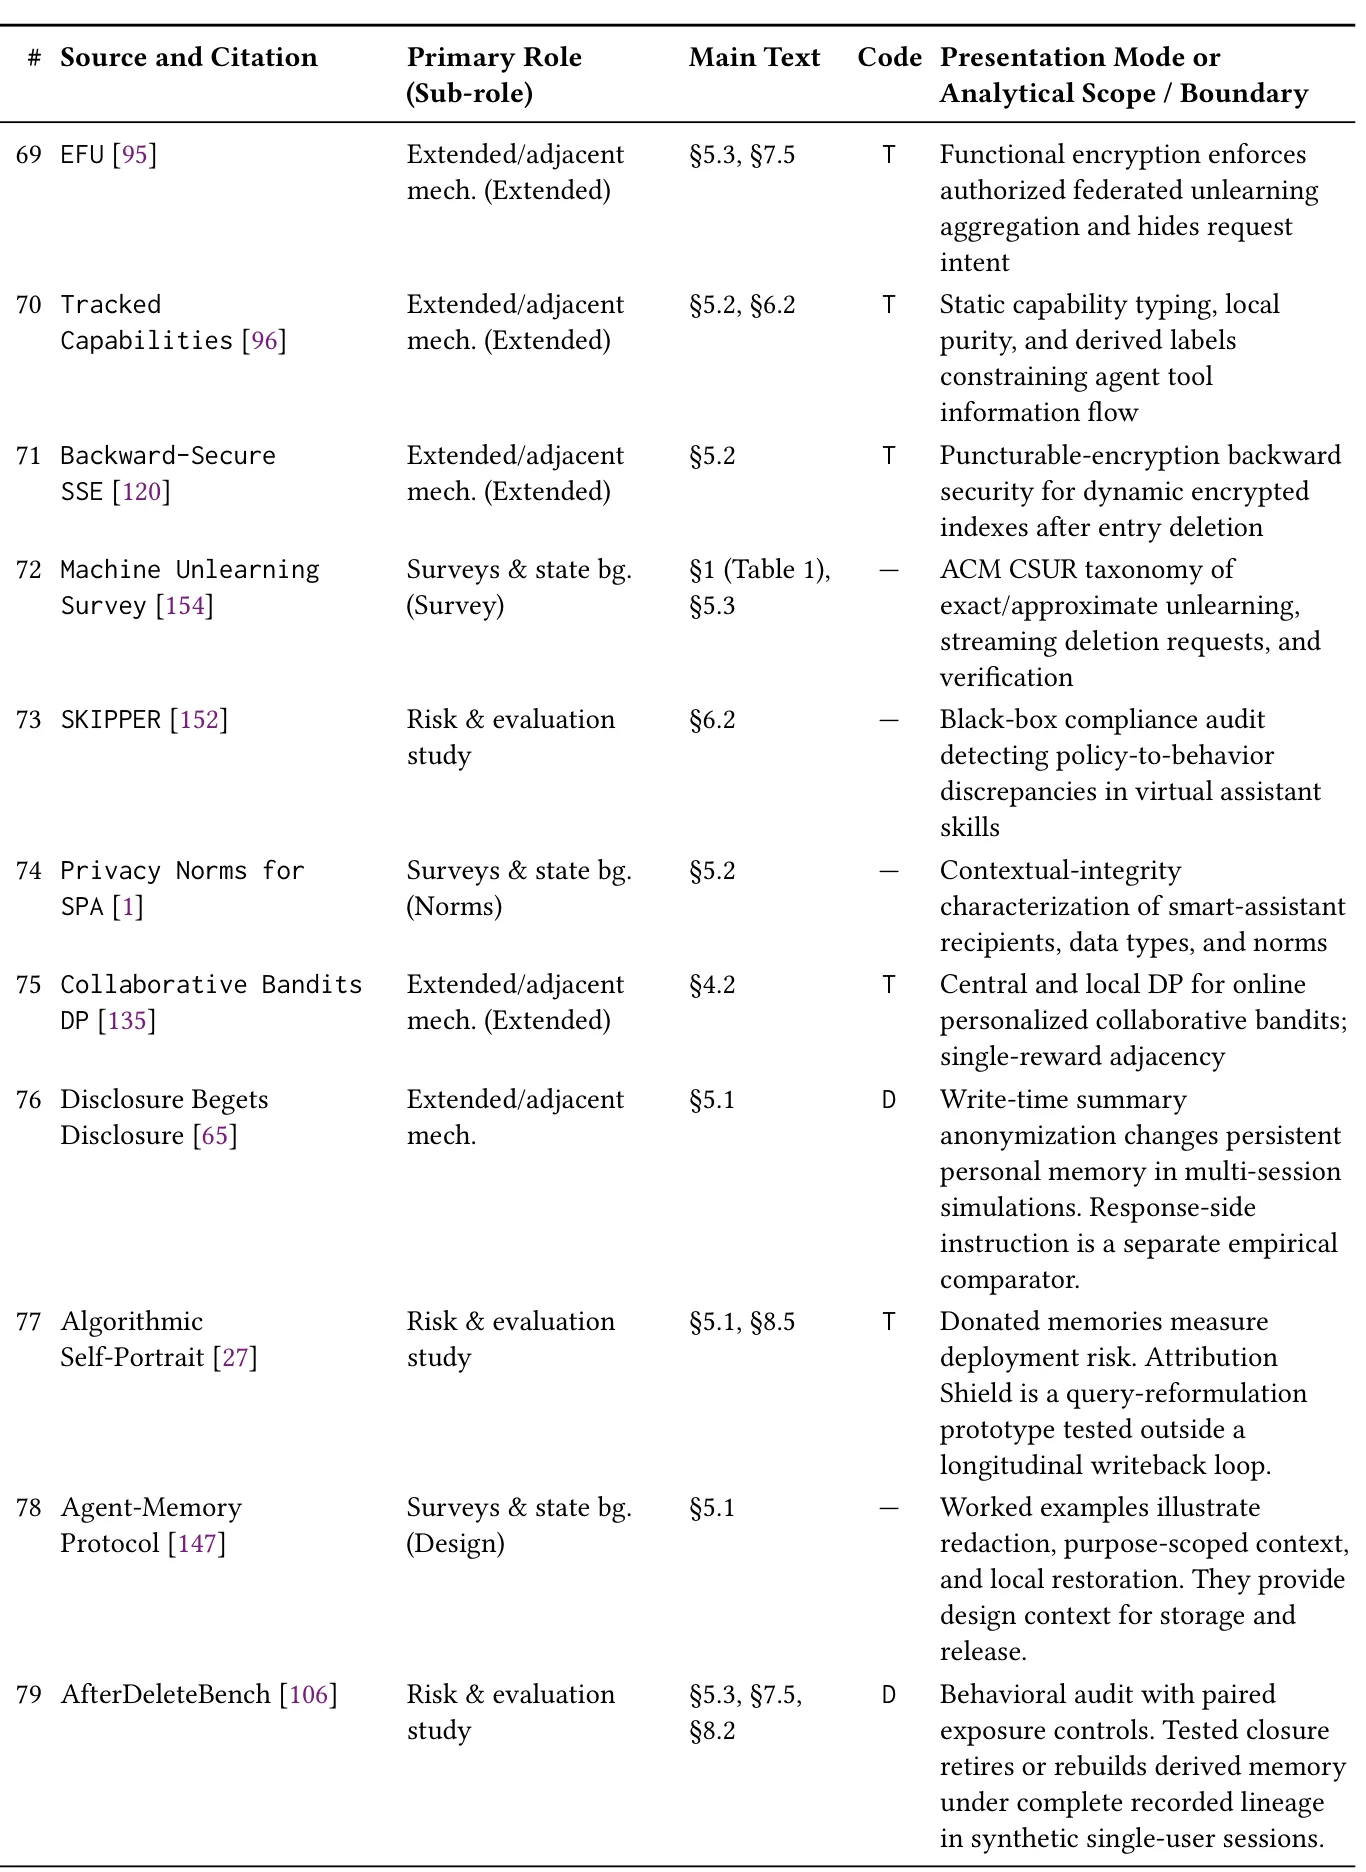 # Source and Citation Primary Role Main Text Code Presentation Mode or
(Sub-role) Analytical Scope / Boundary
69 EFU [95] Extended/adjacent §5.3, §7.5 T Functional encryption enforces
mech. (Extended) authorized federated unlearning
aggregation and hides request
intent
70 Tracked Extended/adjacent §5.2, §6.2 T Static capability typing, local
Capabilities [96] mech. (Extended) purity, and derived labels
constraining agent tool
information flow
71 Backward-Secure Extended/adjacent §5.2 T Puncturable-encryption backward
SSE [120] mech. (Extended) security for dynamic encrypted
indexes after entry deletion
72 Machine Unlearning Surveys & state bg. §1 (Table 1), — ACM CSUR taxonomy of
Survey [154] (Survey) §5.3 exact/approximate unlearning,
streaming deletion requests, and
verification
73 SKIPPER [152] Risk & evaluation §6.2 — Black-box compliance audit
study detecting policy-to-behavior
discrepancies in virtual assistant
skills
74 Privacy Norms for Surveys & state bg. §5.2 — Contextual-integrity
SPA [1] (Norms) characterization of smart-assistant
recipients, data types, and norms
75 Collaborative Bandits Extended/adjacent §4.2 T Central and local DP for online
DP [135] mech. (Extended) personalized collaborative bandits;
single-reward adjacency
76 Disclosure Begets Extended/adjacent §5.1 D Write-time summary
Disclosure [65] mech. anonymization changes persistent
personal memory in multi-session
simulations. Response-side
instruction is a separate empirical
comparator.
77 Algorithmic Risk & evaluation §5.1, §8.5 T Donated memories measure
Self-Portrait [27] study deployment risk. Attribution
Shield is a query-reformulation
prototype tested outside a
longitudinal writeback loop.
78 Agent-Memory Surveys & state bg. §5.1 — Worked examples illustrate
Protocol [147] (Design) redaction, purpose-scoped context,
and local restoration. They provide
design context for storage and
release.
79 AfterDeleteBench [106] Risk & evaluation §5.3, §7.5, D Behavioral audit with paired
study §8.2 exposure controls. Tested closure
retires or rebuilds derived memory
under complete recorded lineage
in synthetic single-user sessions.